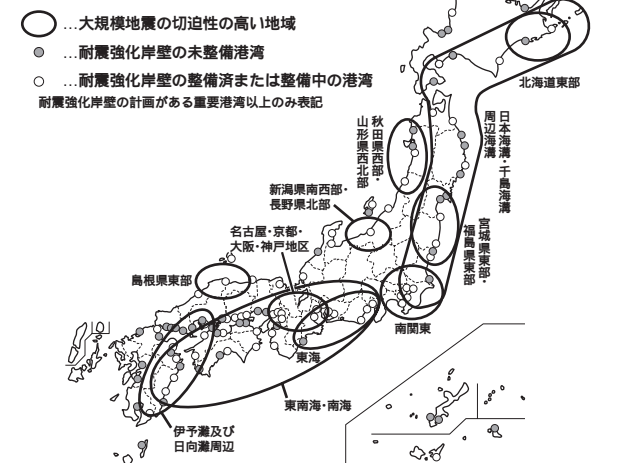 …大規模地震の切迫性の高い地域
…耐震強化岸壁の未整備港湾
…耐震強化岸壁の整備済または整備中の港湾
耐震強化岸壁の計画がある重要港湾以上のみ表記
北海道東部
日本海溝・千島海溝
周辺海溝
秋田県西部・
山形県西北部
新潟県南西部・
長野県北部
宮城県東部・
福島県東部
名古屋・京都・
大阪・神戸地区
島根県東部
南関東
東海
東南海・南海
伊予灘及び
日向灘周辺